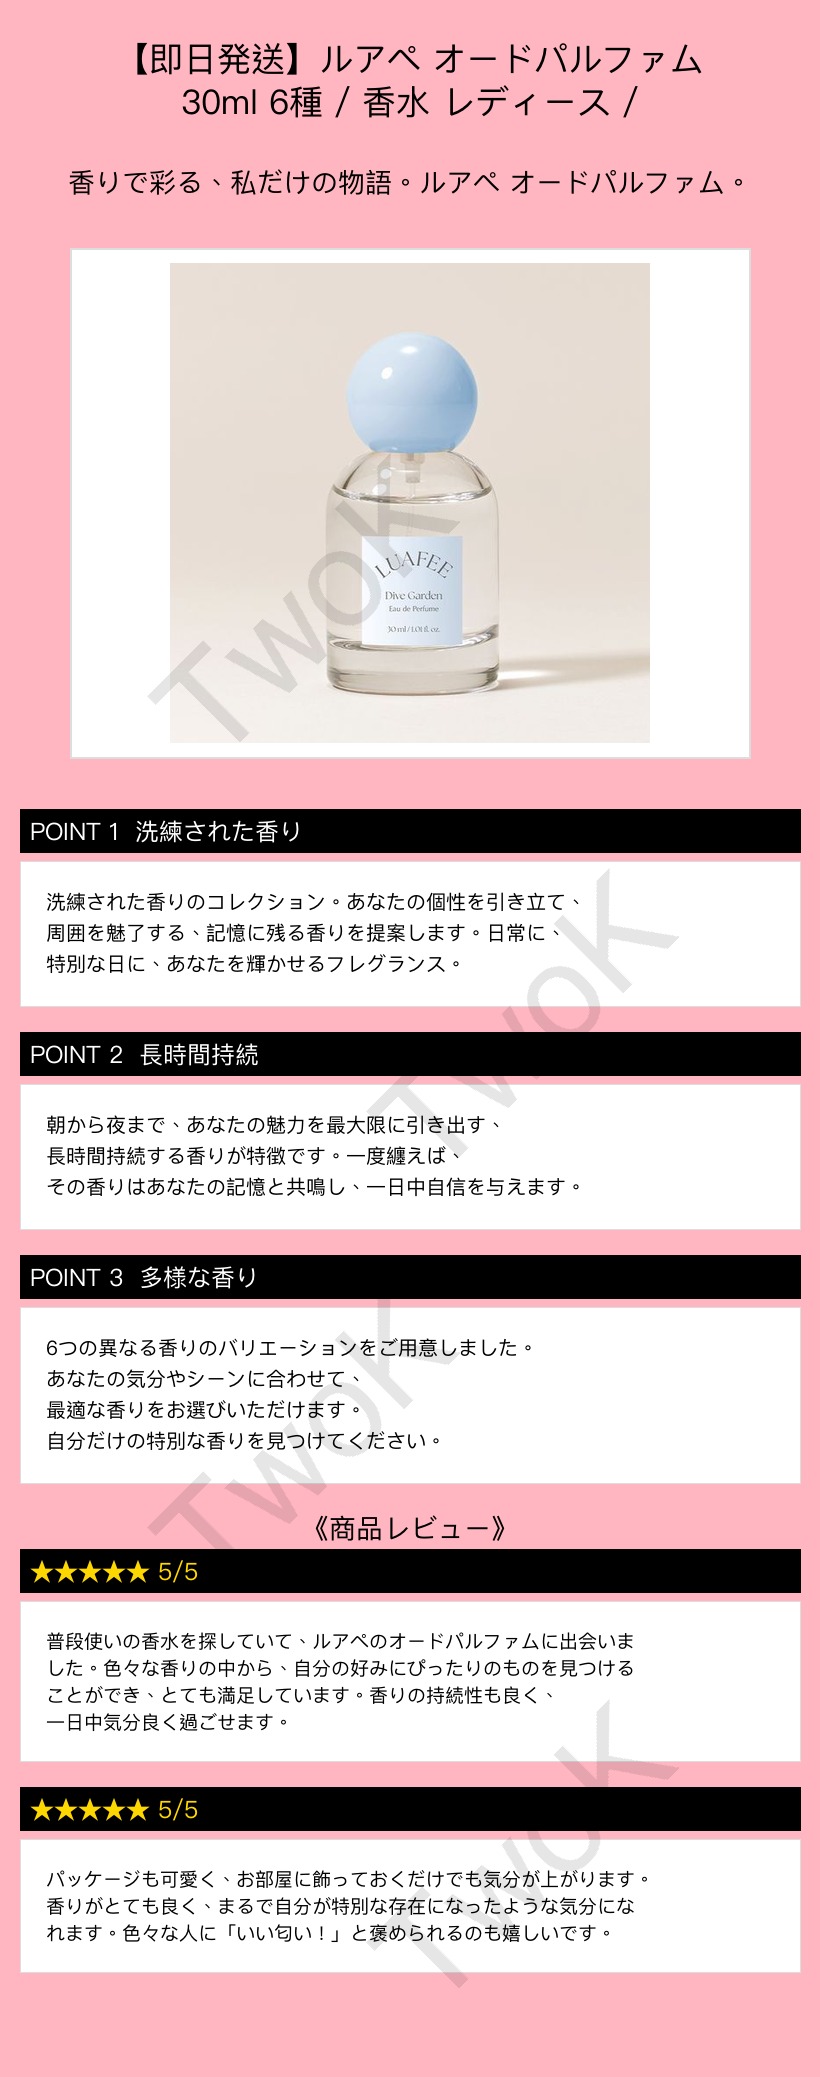 【即日発送】ルアペ オードパルファム
30ml 6種 / 香水 レディース /
香りで彩る、私だけの物語。ルアペ オードパルファム。
LUAFEE
Dive Garden
Eau de Perfume
30 ml / 1.01 fl. oz.
TwoK
POINT 1 洗練された香り
洗練された香りのコレクション。あなたの個性を引き立て、
周囲を魅了する、記憶に残る香りを提案します。日常に、
特別な日に、あなたを輝かせるフレグランス。
TwoK
POINT 2 長時間持続
朝から夜まで、あなたの魅力を最大限に引き出す、
長時間持続する香りが特徴です。一度纏えば、
その香りはあなたの記憶と共鳴し、一日中自信を与えます。
POINT 3 多様な香り
6つの異なる香りのバリエーションをご用意しました。
あなたの気分やシーンに合わせて、
最適な香りをお選びいただけます。
自分だけの特別な香りを見つけてください。
TwoK
《商品レビュー》
★★★★★ 5/5
普段使いの香水を探していて、ルアペのオードパルファムに出会いま
した。色々な香りの中から、自分の好みにぴったりのものを見つける
ことができ、とても満足しています。香りの持続性も良く、
一日中気分良く過ごせます。
★★★★★ 5/5
パッケージも可愛く、お部屋に飾っておくだけでも気分が上がります。
香りがとても良く、まるで自分が特別な存在になったような気分にな
れます。色々な人に「いい匂い！」と褒められるのも嬉しいです。
TwoK